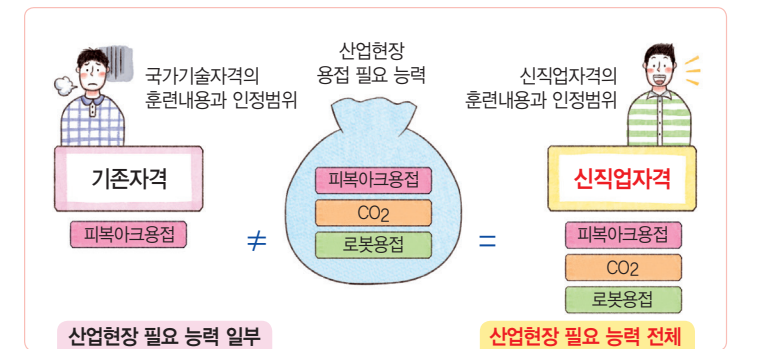 국가기술자격의
훈련내용과 인정범위
기존자격
피복아크용접
산업현장 필요 능력 일부
≠
산업현장
용접 필요 능력
피복아크용접
CO2
로봇용접
=
신직업자격의
훈련내용과 인정범위
신직업자격
피복아크용접
CO2
로봇용접
산업현장 필요 능력 전체